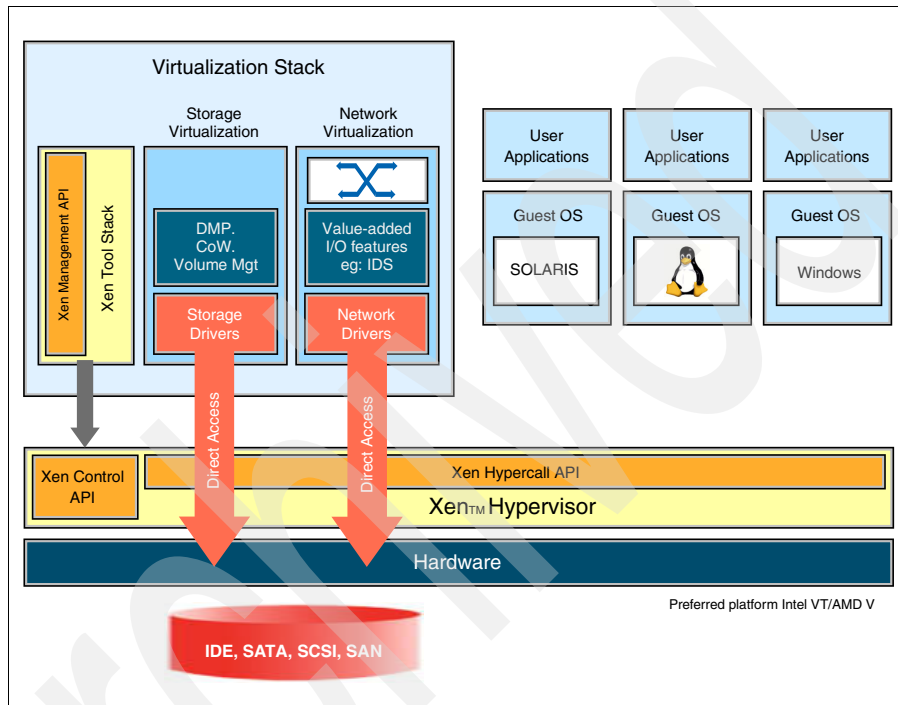 Virtualization Stack
Storage
Virtualization
Network
Virtualization
Xen Management API
Xen Tool Stack
DMP.
CoW.
Volume Mgt
Value-added
I/O features
eg: IDS
Storage
Drivers
Network
Drivers
Direct Access
Direct Access
User
Applications
User
Applications
User
Applications
Guest OS
Guest OS
Guest OS
SOLARIS
Windows
Xen Control
API
Xen Hypercall API
Xen™ Hypervisor
Hardware
Preferred platform Intel VT/AMD V
IDE, SATA, SCSI, SAN